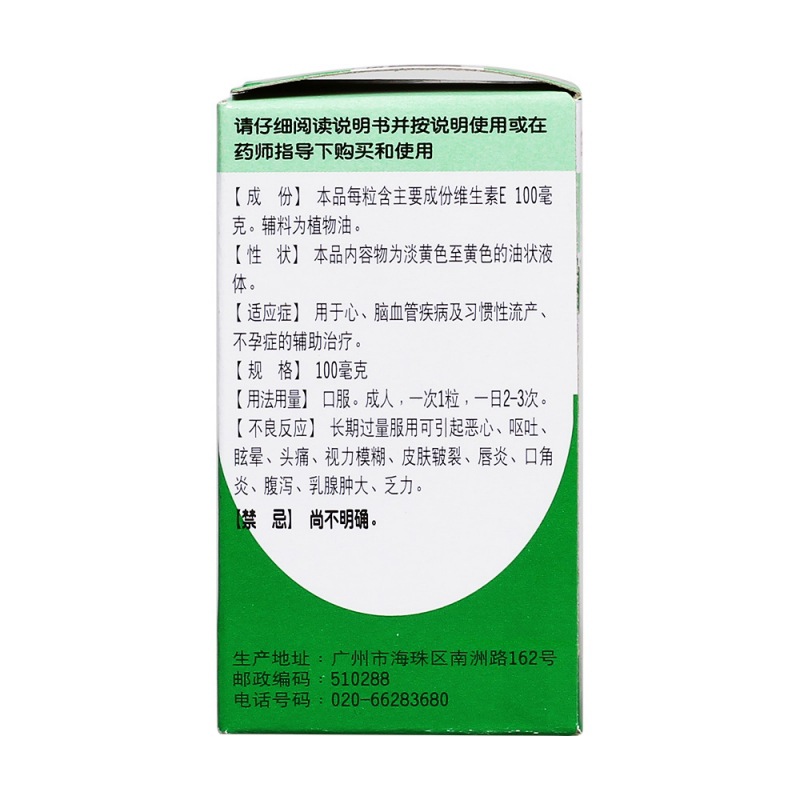 请仔细阅读说明书并按说明使用或在
药师指导下购买和使用
【成 份】 本品每粒含主要成份维生素E 100毫
克。辅料为植物油。
【性 状】 本品内容物为淡黄色至黄色的油状液
体。
【适应症】 用于心、脑血管疾病及习惯性流产、
不孕症的辅助治疗。
【规 格】 100毫克
【用法用量】 口服。成人，一次1粒，一日2-3次。
【不良反应】 长期过量服用可引起恶心、呕吐、
眩晕、头痛、视力模糊、皮肤皲裂、唇炎、口角
炎、腹泻、乳腺肿大、乏力。
【禁 忌】 尚不明确。
生产地址：广州市海珠区南洲路162号
邮政编码：510288
电话号码：020-66283680